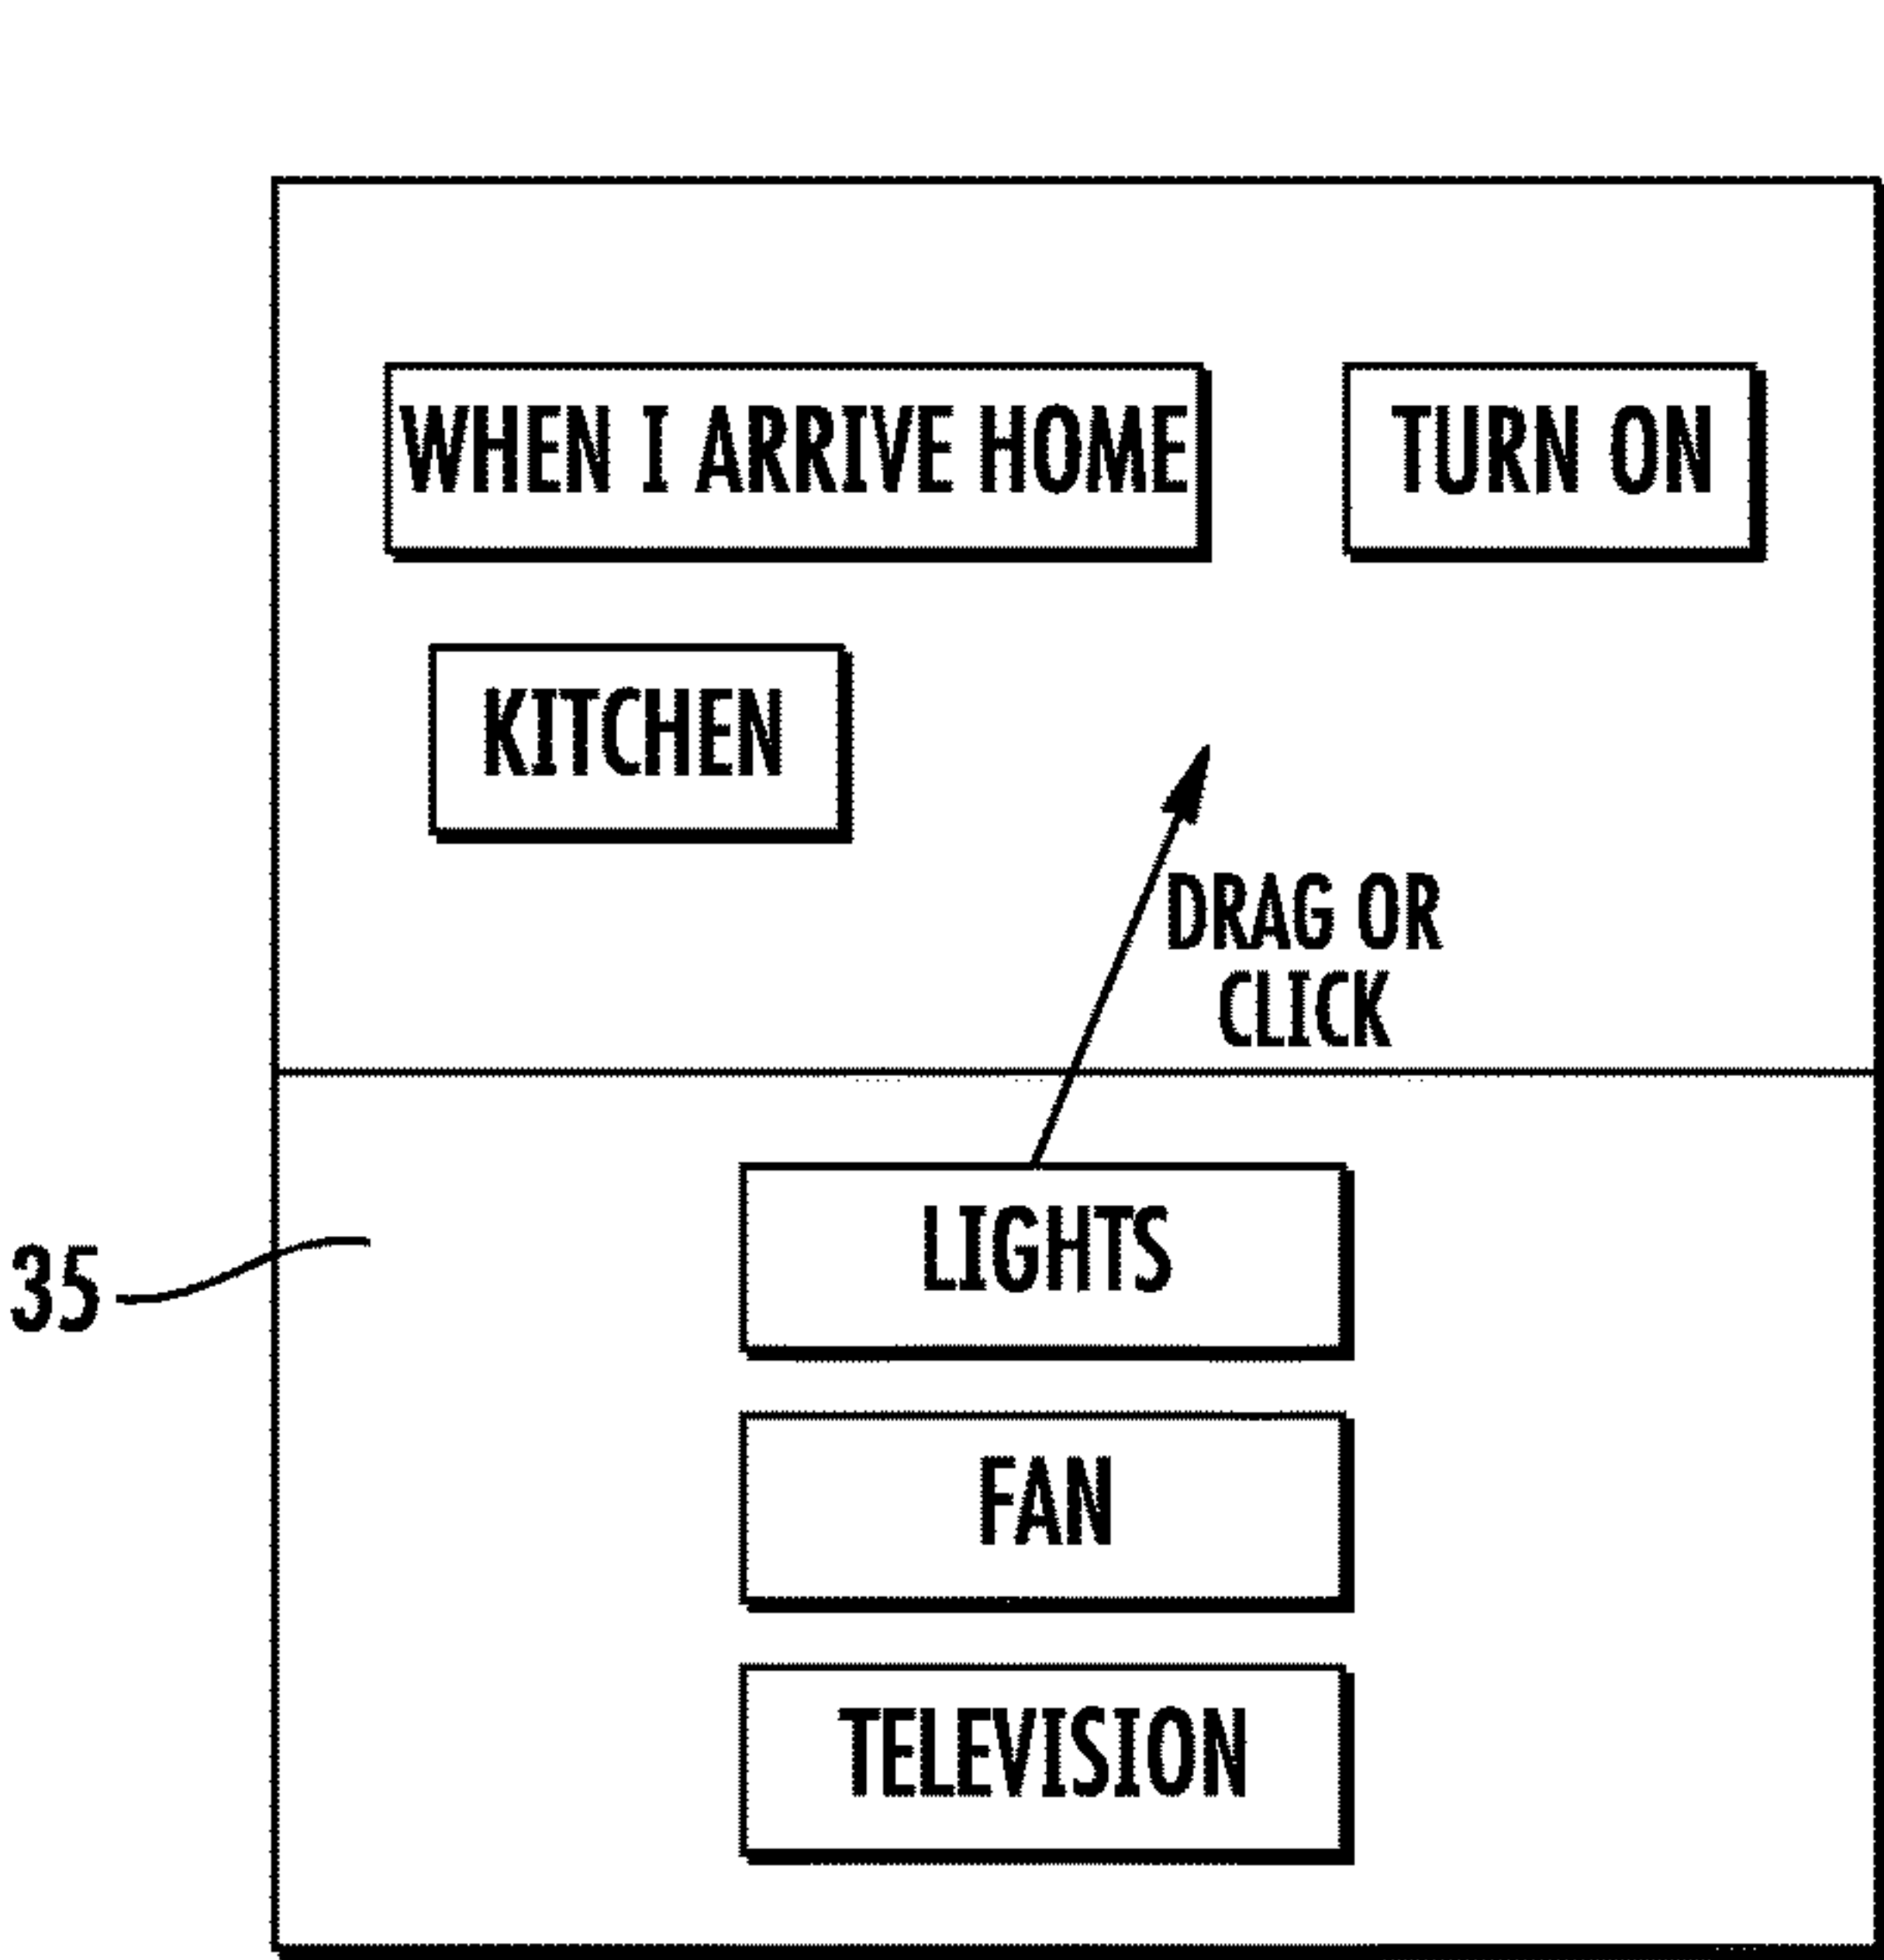 WHEN I ARRIVE HOME
TURN ON
KITCHEN
DRAG OR
CLICK
LIGHTS
35
FAN
TELEVISION